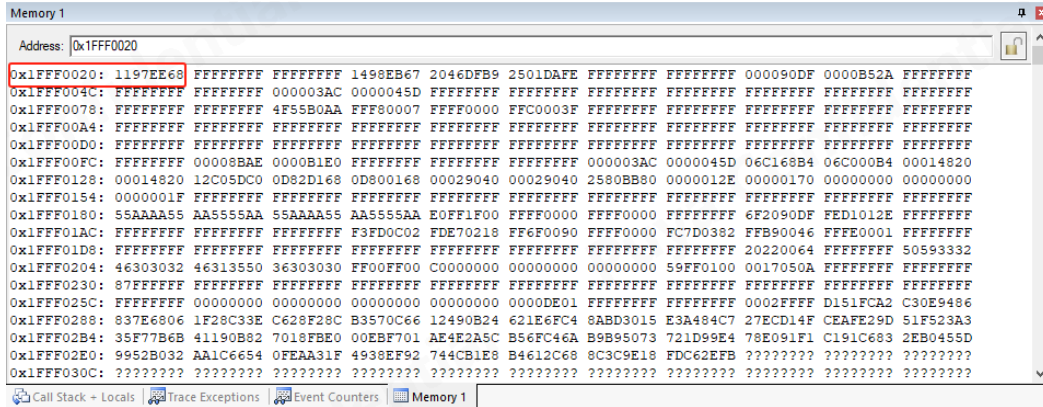 Memory 1
Address: 0x1FFF0020
0x1FFF0020: 1197EE68 FFFFFFFF FFFFFFFF 1498EB67 2046DFB9 2501DAFE FFFFFFFF FFFFFFFF 000090DF 0000B52A FFFFFFFF
0x1FFF004C: FFFFFFFF FFFFFFFF 000003AC 0000045D FFFFFFFF FFFFFFFF FFFFFFFF FFFFFFFF FFFFFFFF FFFFFFFF FFFFFFFF
0x1FFF0078: FFFFFFFF FFFFFFFF 4F55B0AA FFF80007 FFFF0000 FFC0003F FFFFFFFF FFFFFFFF FFFFFFFF FFFFFFFF FFFFFFFF
0x1FFF00A4: FFFFFFFF FFFFFFFF FFFFFFFF FFFFFFFF FFFFFFFF FFFFFFFF FFFFFFFF FFFFFFFF FFFFFFFF FFFFFFFF FFFFFFFF
0x1FFF00D0: FFFFFFFF FFFFFFFF FFFFFFFF FFFFFFFF FFFFFFFF FFFFFFFF FFFFFFFF FFFFFFFF FFFFFFFF FFFFFFFF FFFFFFFF
0x1FFF00FC: FFFFFFFF 00008BAE 0000B1E0 FFFFFFFF FFFFFFFF FFFFFFFF FFFFFFFF 000003AC 0000045D 06C168B4 06C000B4 00014820
0x1FFF0128: 00014820 12C05DC0 0D82D168 0D800168 00029040 00029040 2580BB80 0000012E 00000170 00000000 00000000
0x1FFF0154: 0000001F FFFFFFFF FFFFFFFF FFFFFFFF FFFFFFFF FFFFFFFF FFFFFFFF FFFFFFFF FFFFFFFF FFFFFFFF FFFFFFFF
0x1FFF0180: 55AAAA55 AA5555AA 55AAAA55 AA5555AA E0FF1F00 FFFF0000 FFFF0000 FFFFFFFF 6F2090DF FED1012E FFFFFFFF
0x1FFF01AC: FFFFFFFF FFFFFFFF FFFFFFFF FFFFFFFF F3FD0C02 FDE70218 FF6F0090 FFFF0000 FC7D0382 FFB90046 FFFE0001 FFFFFFFF
0x1FFF01D8: FFFFFFFF FFFFFFFF FFFFFFFF FFFFFFFF FFFFFFFF FFFFFFFF FFFFFFFF FFFFFFFF 20220064 FFFFFFFF 50593332
0x1FFF0204: 46303032 46313550 36303030 FF00FF00 C0000000 00000000 00000000 59FF0100 0017050A FFFFFFFF FFFFFFFF
0x1FFF0230: 87FFFFFF FFFFFFFF FFFFFFFF FFFFFFFF FFFFFFFF FFFFFFFF FFFFFFFF FFFFFFFF FFFFFFFF FFFFFFFF FFFFFFFF
0x1FFF025C: FFFFFFFF 00000000 00000000 00000000 00000000 0000DE01 FFFFFFFF FFFFFFFF 0002FFFF D151FCA2 C30E9486
0x1FFF0288: 837E6806 1F28C33E C628F28C B3570C66 12490B24 621E6FC4 8ABD3015 E3A484C7 27ECD14F CEAFE29D 51F523A3
0x1FFF02B4: 35F77B6B 41190B82 7018FBE0 00EBF701 AE4E2A5C B56FC46A B9B95073 721D99E4 78E091F1 C191C683 2EB0455D
0x1FFF02E0: 9952B032 AA1C6654 0FEAA31F 4938EF92 744CB1E8 B4612C68 8C3C9E18 FDC62EFB ???????? ???????? ????????
0x1FFF030C: ???????? ???????? ???????? ???????? ???????? ???????? ???????? ???????? ???????? ???????? ????????
Call Stack + Locals Trace Exceptions Event Counters Memory 1